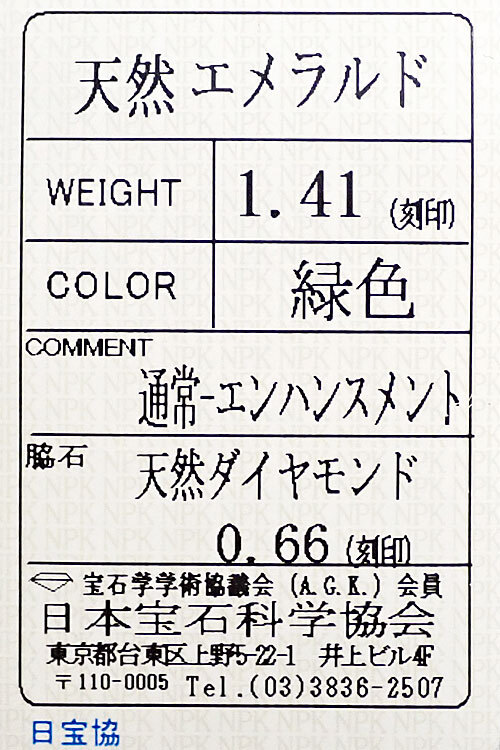 天然エメラルド
WEIGHT 1.41 (刻印)
COLOR 緑色
COMMENT
通常-エンハンスメント
脇石 天然ダイヤモンド
0.66 (刻印)
宝石学学術協議会 (A.G.K.) 会員
日本宝石科学協会
東京都台東区上野5-22-1 井上ビル4F
〒110-0005 Tel.(03)3836-2507
日宝協